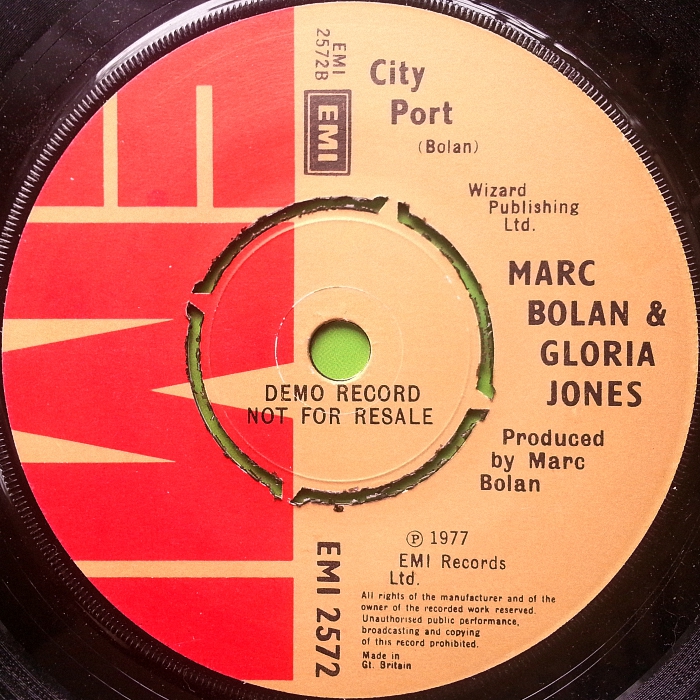 EMI
2572B
EMI
City
Port
(Bolan)
Wizard
Publishing
Ltd.
MARC
BOLAN &
GLORIA
JONES
DEMO RECORD
NOT FOR RESALE
Produced
by Marc
Bolan
Ⓟ 1977
EMI Records
Ltd.
EMI 2572
All rights of the manufacturer and of the
owner of the recorded work reserved.
Unauthorised public performance,
broadcasting and copying
of this record prohibited.
Made in
Gt. Britain
EMI